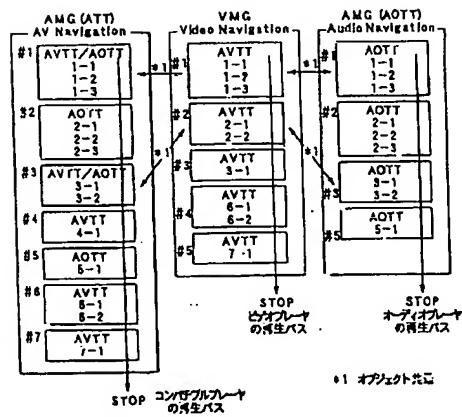 AMG (ATT)
AV Navigation
#1
AVTT/AOTT
1-1
1-2
1-3
#2
AOTT
2-1
2-2
2-3
#3
AVTT/AOTT
3-1
3-2
#4
AVTT
4-1
#5
AOTT
5-1
#6
AVTT
6-1
6-2
#7
AVTT
7-1
STOP
コンパチブルプレーヤ
の再生パス
*1
*1
VMG
Video Navigation
#1
AVTT
1-1
1-2
1-3
#2
AVTT
2-1
2-2
#3
AVTT
3-1
#4
AVTT
6-1
6-2
#5
AVTT
7-1
STOP
ビデオプレーヤ
の再生パス
*1
*1
AMG (AOTT)
Audio Navigation
#1
AOTT
1-1
1-2
1-3
#2
AOTT
2-1
2-2
2-3
#3
AOTT
3-1
3-2
#5
AOTT
5-1
STOP
オーディオプレーヤ
の再生パス
*1 オブジェクト共有